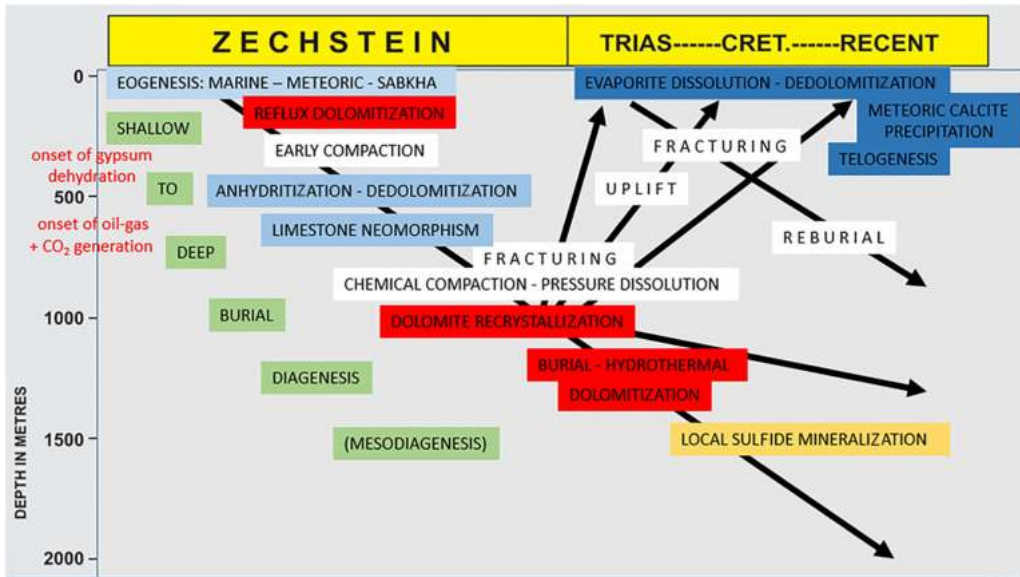 ZECHSTEIN
TRIAS------CRET.------RECENT
0
EOGENESIS: MARINE – METEORIC - SABKHA
EVAPORITE DISSOLUTION - DEDOLOMITIZATION
REFLUX DOLOMITIZATION
METEORIC CALCITE
PRECIPITATION
SHALLOW
EARLY COMPACTION
FRACTURING
TELOGENESIS
onset of gypsum
dehydration
TO
ANHYDRITIZATION - DEDOLOMITIZATION
UPLIFT
500
onset of oil-gas
+ CO₂ generation
LIMESTONE NEOMORPHISM
REBURIAL
DEEP
FRACTURING
CHEMICAL COMPACTION - PRESSURE DISSOLUTION
BURIAL
1000
DOLOMITE RECRYSTALLIZATION
BURIAL - HYDROTHERMAL
DOLOMITIZATION
DIAGENESIS
1500
(MESODIAGENESIS)
LOCAL SULFIDE MINERALIZATION
2000
DEPTH IN METRES